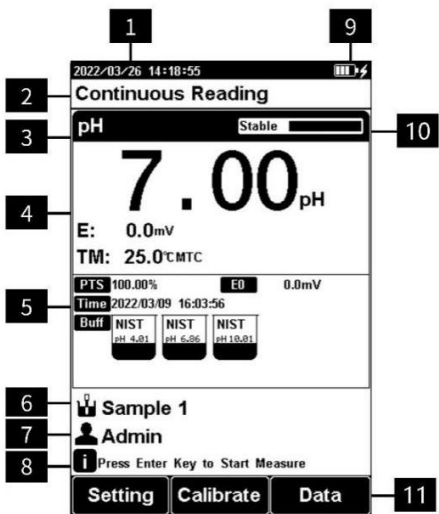 1
9
2022/03/26 14:18:55
2
Continuous Reading
3
pH
Stable
10
4
7.00pH
E: 0.0mV
TM: 25.0℃MTC
5
PTS 100.00% E0 0.0mV
Time 2022/03/09 16:03:56
Buff
NIST NIST NIST
pH 4.01 pH 6.86 pH 10.01
6
Sample 1
7
Admin
8
i Press Enter Key to Start Measure
Setting Calibrate Data
11